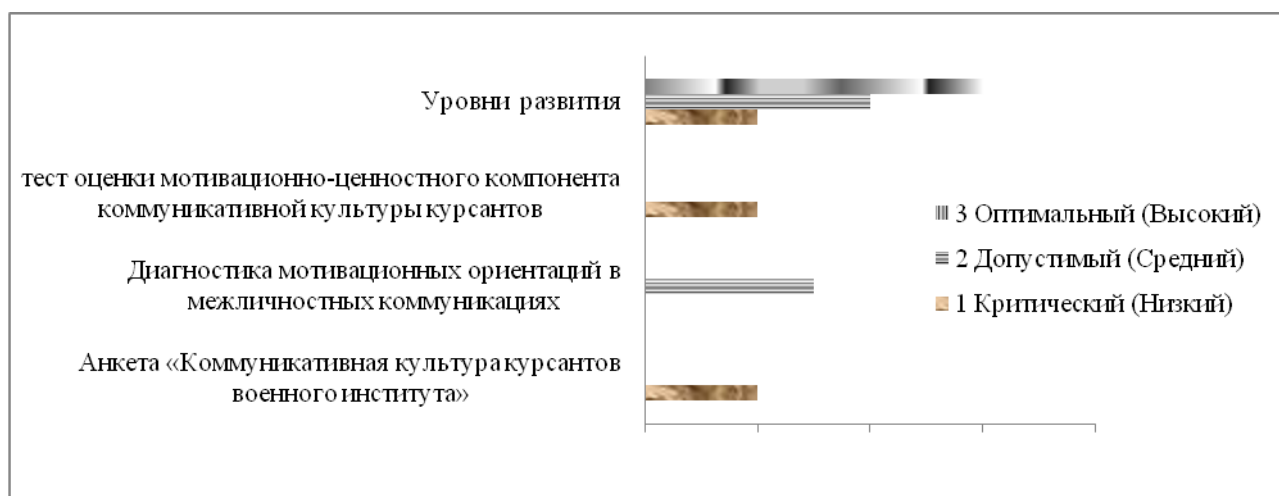 Уровни развития
тест оценки мотивационно-ценностного компонента
коммуникативной культуры курсантов
Диагностика мотивационных ориентаций в
межличностных коммуникациях
Анкета «Коммуникативная культура курсантов
военного института»
3 Оптимальный (Высокий)
2 Допустимый (Средний)
1 Критический (Низкий)